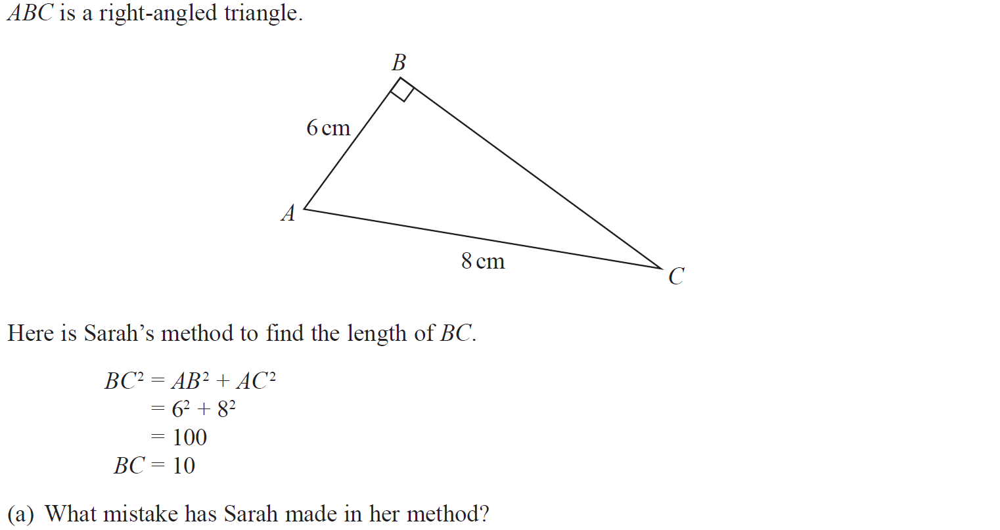 ABC is a right-angled triangle.
B
6 cm
A
8 cm
C
Here is Sarah’s method to find the length of BC.
BC² = AB² + AC²
= 6² + 8²
= 100
BC = 10
(a) What mistake has Sarah made in her method?